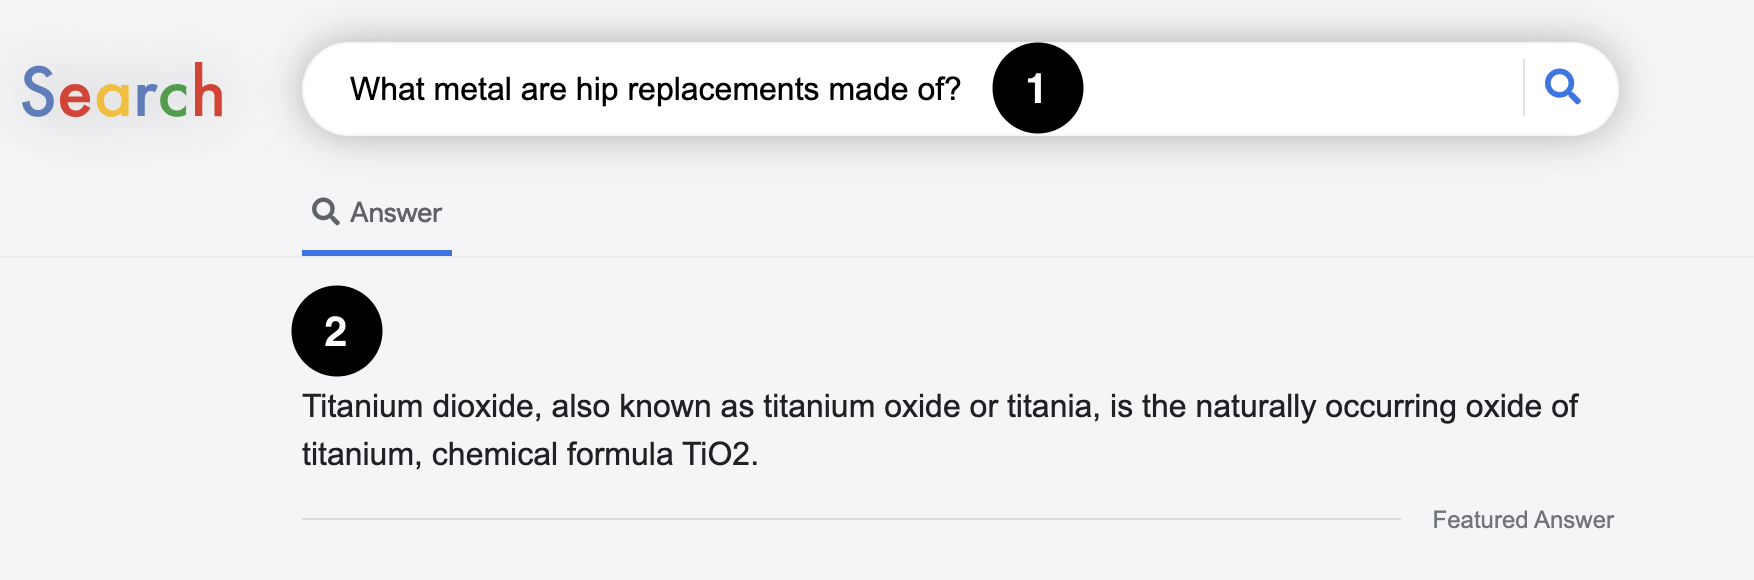 Search
What metal are hip replacements made of?
1
Answer
2
Titanium dioxide, also known as titanium oxide or titania, is the naturally occurring oxide of
titanium, chemical formula TiO2.
Featured Answer